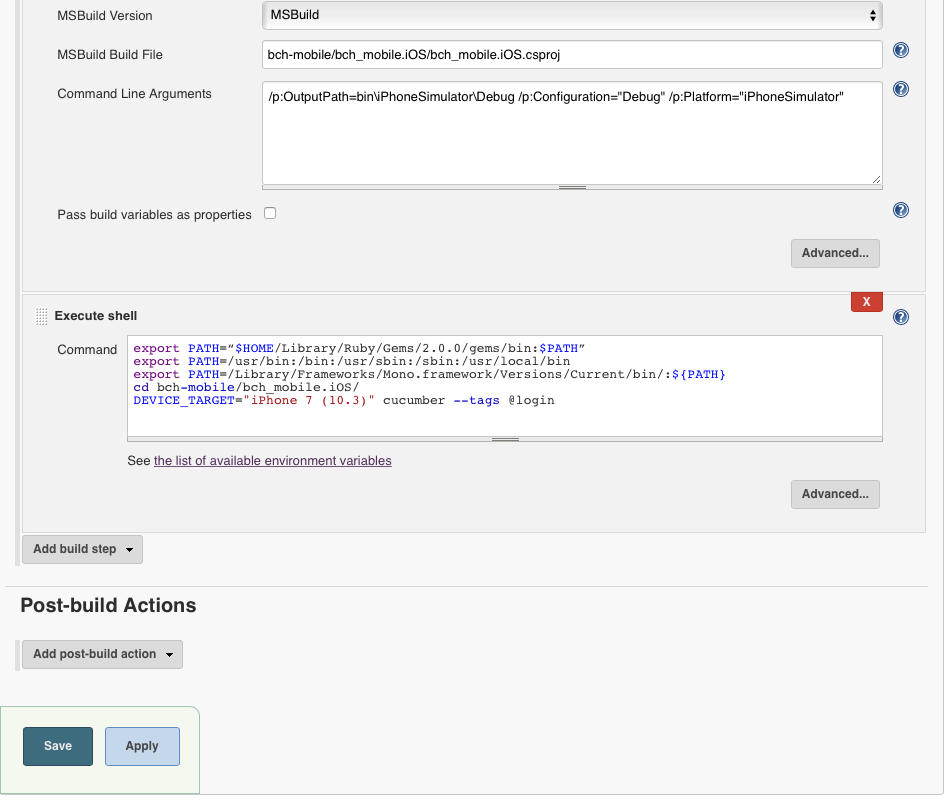 MSBuild Version
MSBuild
MSBuild Build File
bch-mobile/bch_mobile.iOS/bch_mobile.iOS.csproj
Command Line Arguments
/p:OutputPath=bin\iPhoneSimulator\Debug /p:Configuration="Debug" /p:Platform="iPhoneSimulator"
Pass build variables as properties
Advanced...
X
Execute shell
Command
export PATH=“$HOME/Library/Ruby/Gems/2.0.0/gems/bin:$PATH”
export PATH=/usr/bin:/bin:/usr/sbin:/sbin:/usr/local/bin
export PATH=/Library/Frameworks/Mono.framework/Versions/Current/bin/:${PATH}
cd bch-mobile/bch_mobile.iOS/
DEVICE_TARGET="iPhone 7 (10.3)" cucumber --tags @login
See the list of available environment variables
Advanced...
Add build step
Post-build Actions
Add post-build action
Save Apply